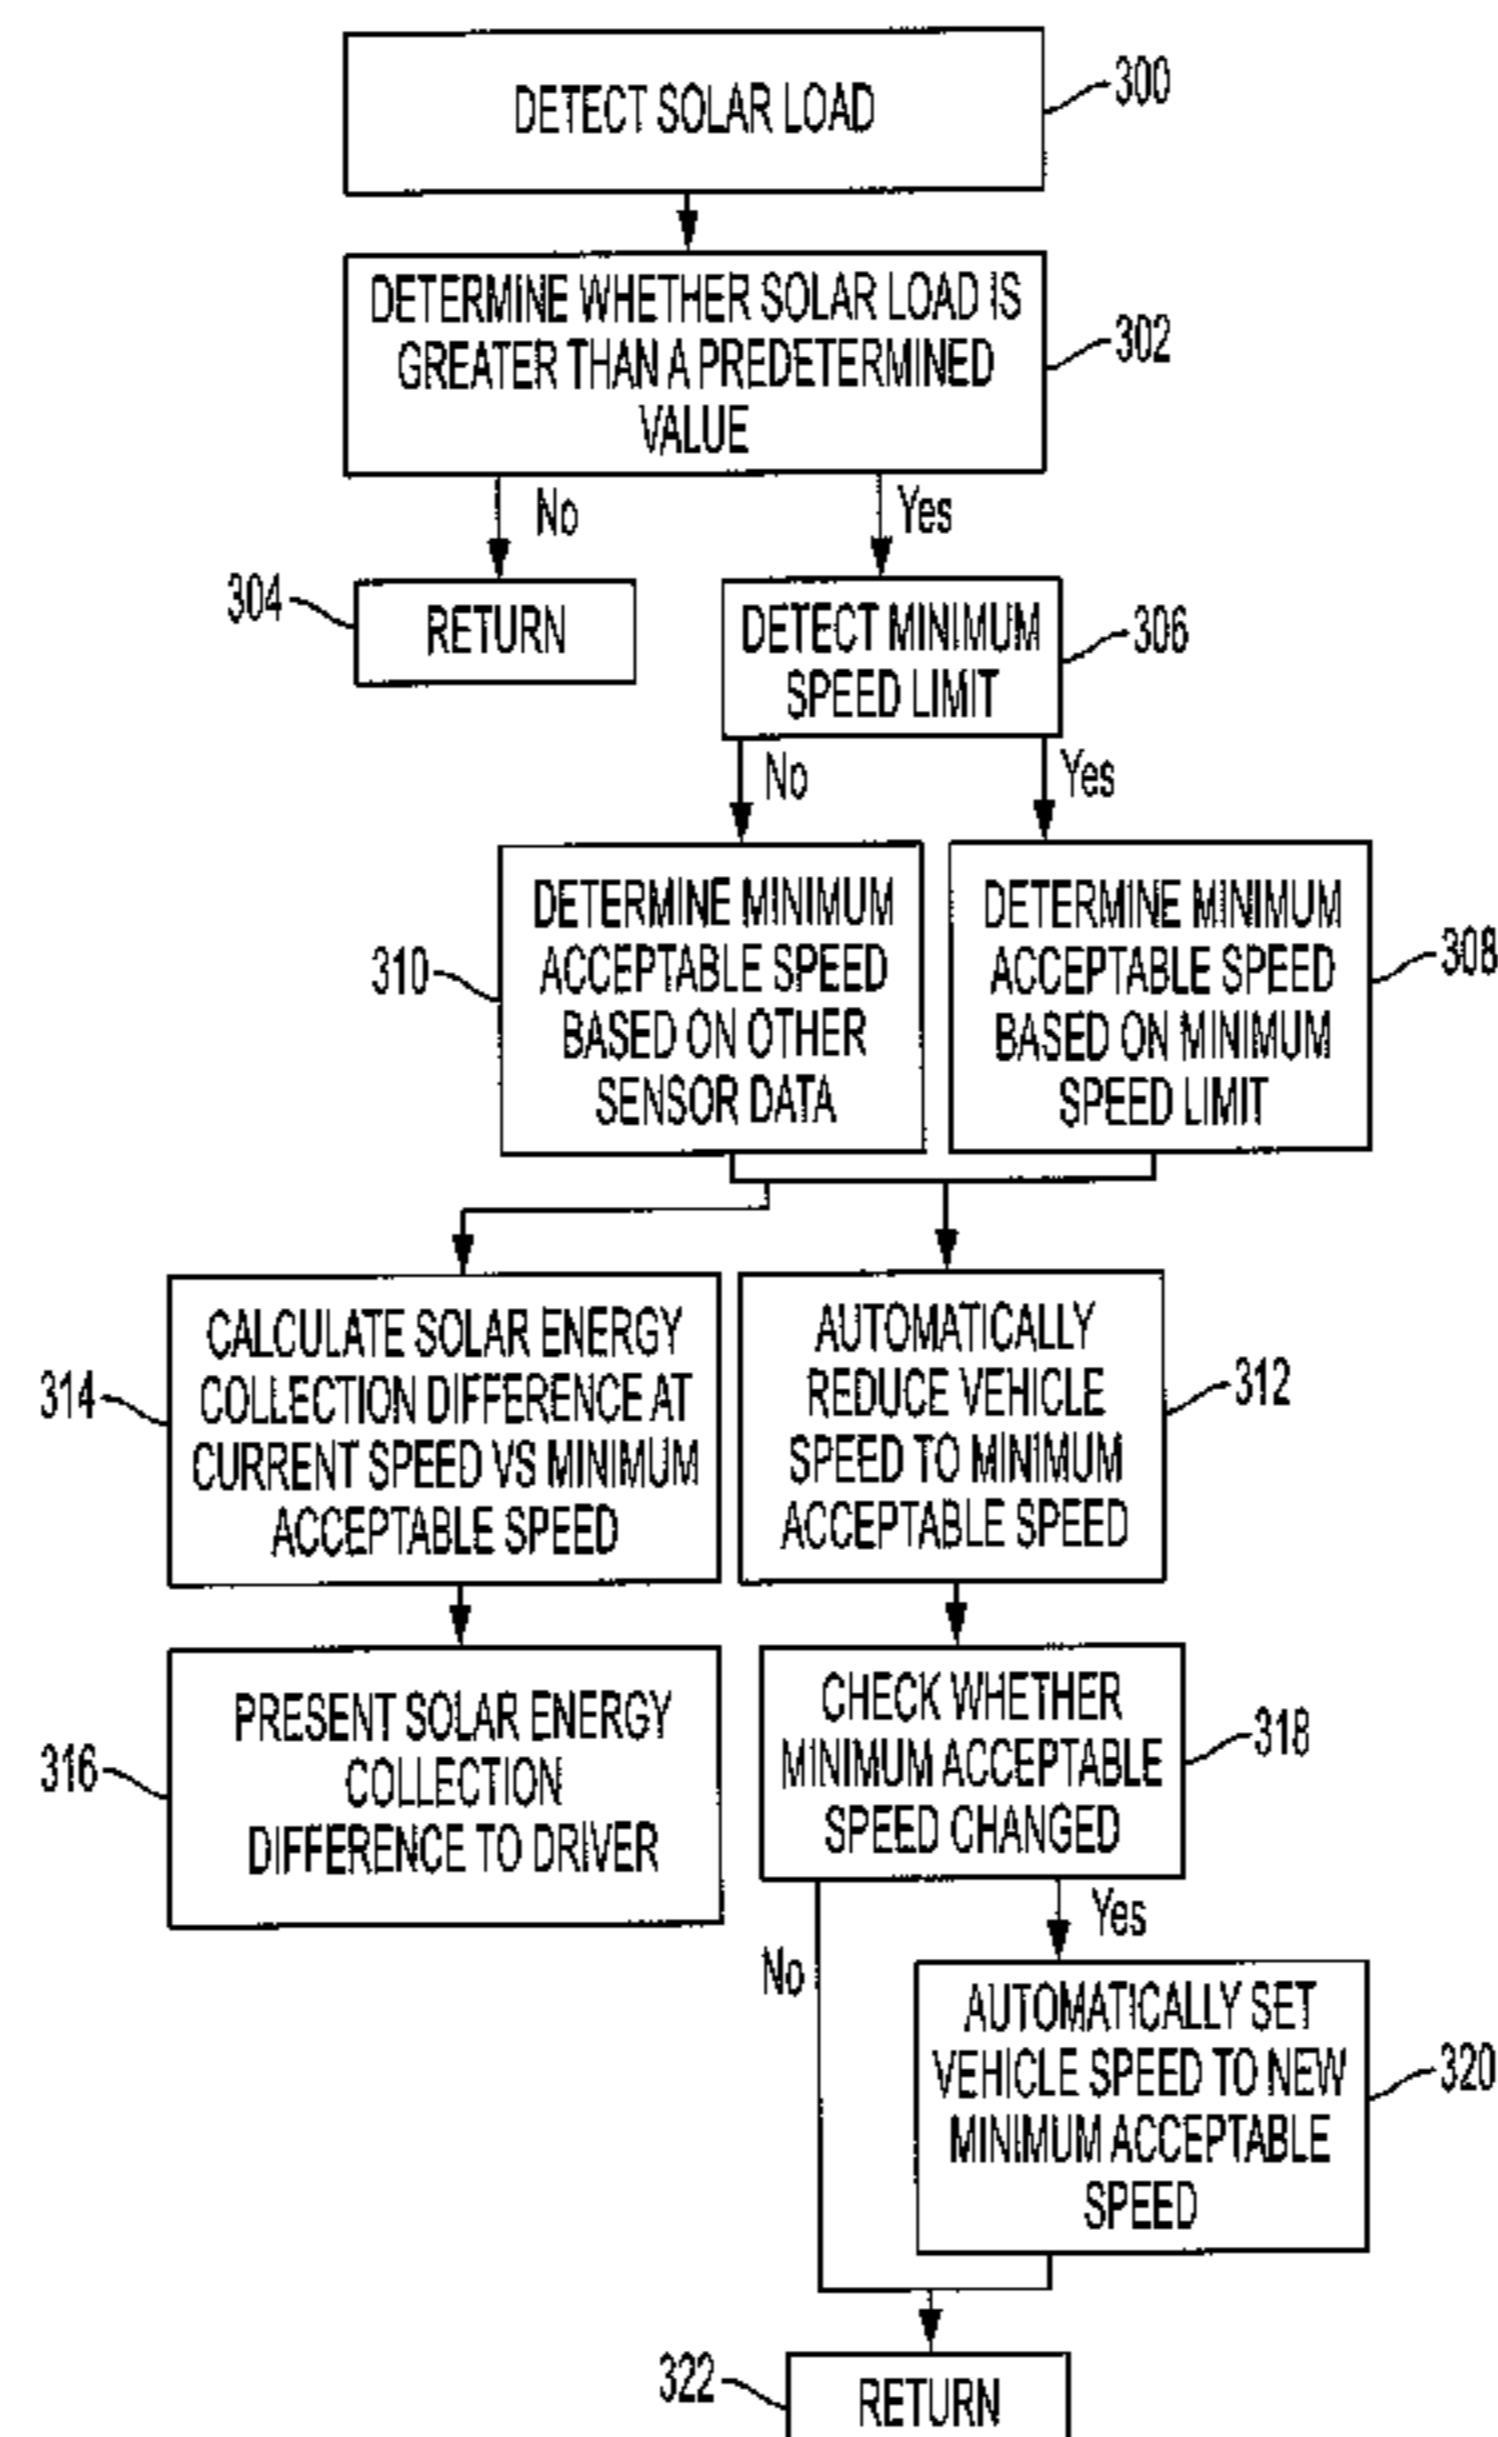 DETECT SOLAR LOAD
300
DETERMINE WHETHER SOLAR LOAD IS
GREATER THAN A PREDETERMINED
VALUE
302
No
Yes
304
RETURN
DETECT MINIMUM
SPEED LIMIT
306
No
Yes
310
DETERMINE MINIMUM
ACCEPTABLE SPEED
BASED ON OTHER
SENSOR DATA
DETERMINE MINIMUM
ACCEPTABLE SPEED
BASED ON MINIMUM
SPEED LIMIT
308
314
CALCULATE SOLAR ENERGY
COLLECTION DIFFERENCE AT
CURRENT SPEED VS MINIMUM
ACCEPTABLE SPEED
AUTOMATICALLY
REDUCE VEHICLE
SPEED TO MINIMUM
ACCEPTABLE SPEED
312
316
PRESENT SOLAR ENERGY
COLLECTION
DIFFERENCE TO DRIVER
CHECK WHETHER
MINIMUM ACCEPTABLE
SPEED CHANGED
318
No
Yes
AUTOMATICALLY SET
VEHICLE SPEED TO NEW
MINIMUM ACCEPTABLE
SPEED
320
322
RETURN